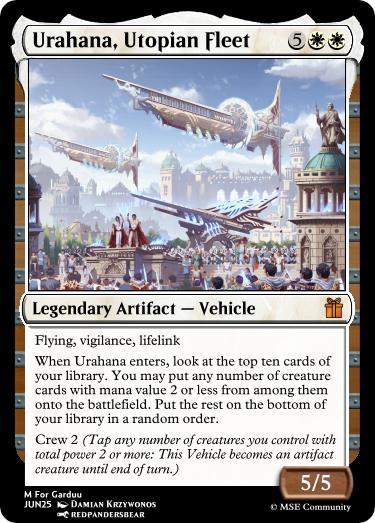 Urahana, Utopian Fleet 5
Legendary Artifact — Vehicle
Flying, vigilance, lifelink
When Urahana enters, look at the top ten cards of
your library. You may put any number of creature
cards with mana value 2 or less from among them
onto the battlefield. Put the rest on the bottom of
your library in a random order.
Crew 2 (Tap any number of creatures you control with
total power 2 or more: This Vehicle becomes an artifact
creature until end of turn.)
5/5
M For Garduu
JUN25 Damian Krzywonos © MSE Community
redpandersbear